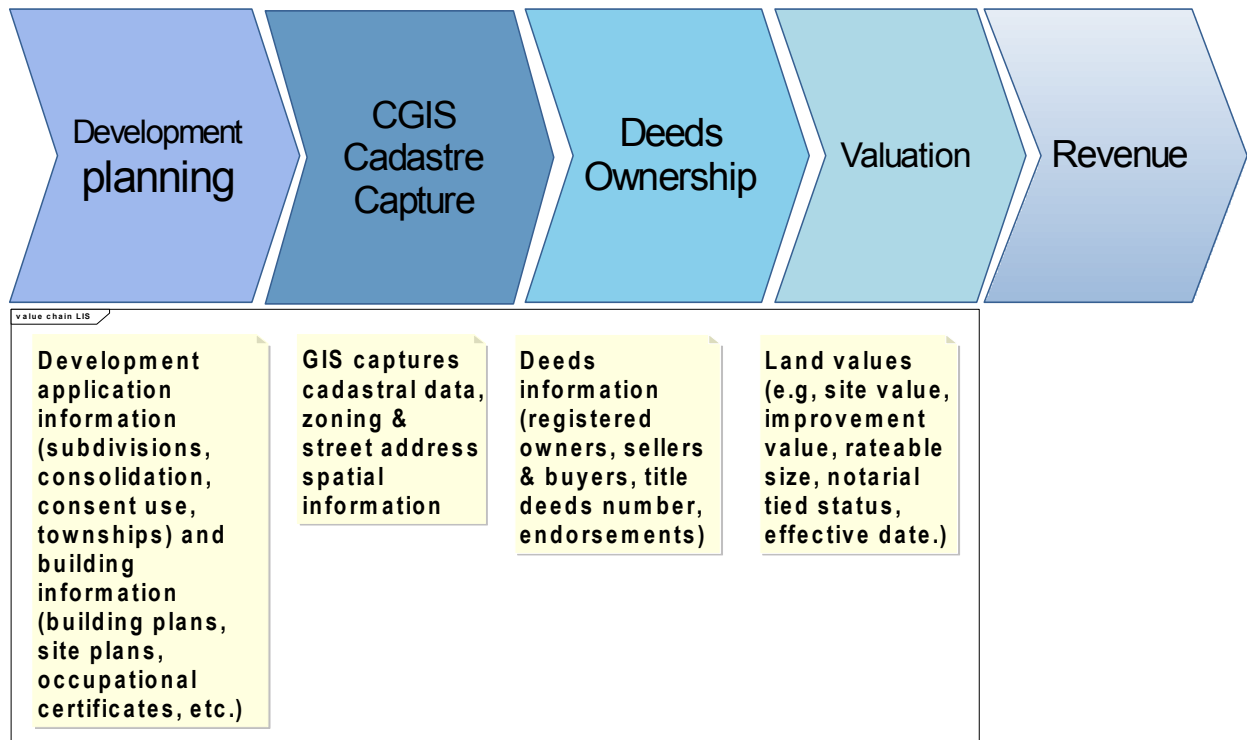 Development
planning
CGIS
Cadastre
Capture
Deeds
Ownership
Valuation
Revenue
value chain LIS
Development
application
information
(subdivisions,
consolidation,
consent use,
townships) and
building
information
(building plans,
site plans,
occupational
certificates, etc.)
GIS captures
cadastral data,
zoning &
street address
spatial
information
Deeds
information
(registered
owners, sellers
& buyers, title
deeds number,
endorsements)
Land values
(e.g, site value,
improvement
value, rateable
size, notarial
tied status,
effective date.)